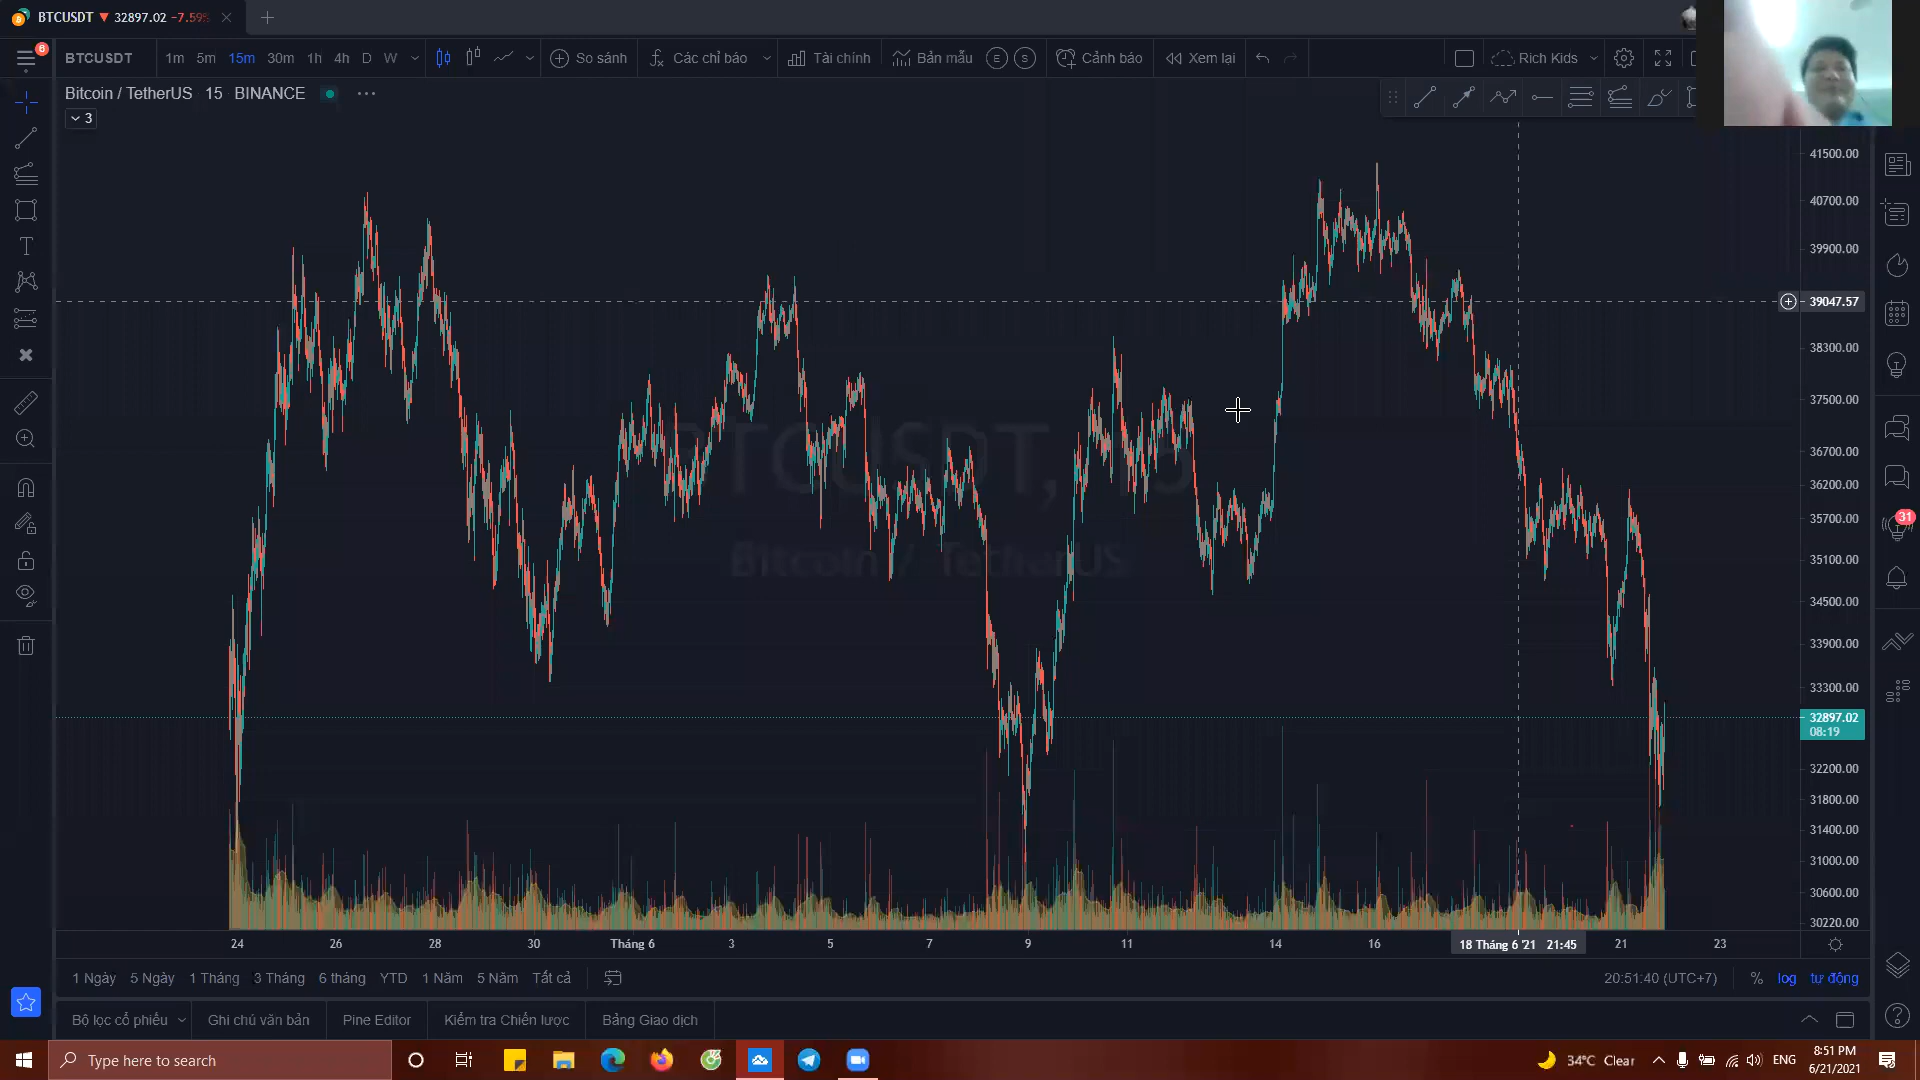 BTCUSDT ▼ 32897.02 −7.59%
6
BTCUSDT 1m 5m 15m 30m 1h 4h D W So sánh Các chỉ báo Tài chính Bản mẫu E S Cảnh báo Xem lại Rich Kids
Bitcoin / TetherUS 15 BINANCE
3
BTCUSDT, 15
Bitcoin / TetherUS
41500.00
40700.00
39900.00
39047.57
38300.00
37500.00
36700.00
36200.00
35700.00
35100.00
34500.00
33900.00
33300.00
32897.02
08:19
32200.00
31800.00
31400.00
31000.00
30600.00
30220.00
31
24 26 28 30 Tháng 6 3 5 7 9 11 14 16 18 Tháng 6 '21 21:45 21 23
1 Ngày 5 Ngày 1 Tháng 3 Tháng 6 tháng YTD 1 Năm 5 Năm Tất cả 20:51:40 (UTC+7) % log tự động
Bộ lọc cổ phiếu Ghi chú văn bản Pine Editor Kiểm tra Chiến lược Bảng Giao dịch
Type here to search 34°C Clear ENG 8:51 PM
6/21/2021